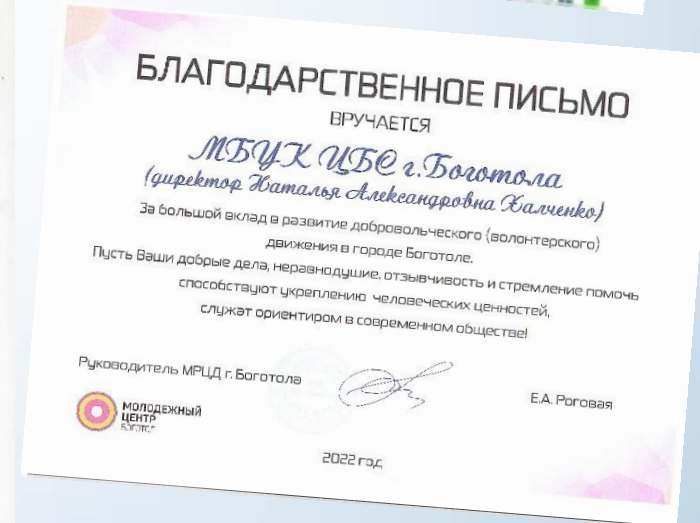 БЛАГОДАРСТВЕННОЕ ПИСЬМО
ВРУЧАЕТСЯ
МБУК ЦБС г.Боготола
(директор Наталья Александровна Халченко)
За большой вклад в развитие добровольческого (волонтерского)
движения в городе Боготоле.
Пусть Ваши добрые дела, неравнодушие, отзывчивость и стремление помочь
способствуют укреплению человеческих ценностей,
служат ориентиром в современном обществе!
Руководитель МРЦД г. Боготола
Е.А. Роговая
МОЛОДЕЖНЫЙ
ЦЕНТР
БОГОТОЛ
2022 год